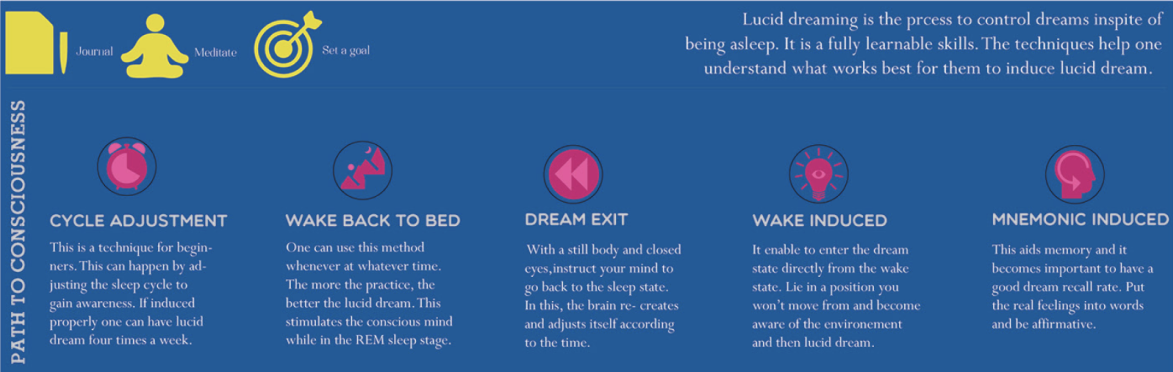 Journal
Meditate
Set a goal
Lucid dreaming is the prcess to control dreams inspite of
being asleep. It is a fully learnable skills. The techniques help one
understand what works best for them to induce lucid dream.
PATH TO CONSCIOUSNESS
CYCLE ADJUSTMENT
This is a technique for begin-
ners. This can happen by ad-
justing the sleep cycle to
gain awareness. If induced
properly one can have lucid
dream four times a week.
WAKE BACK TO BED
One can use this method
whenever at whatever time.
The more the practice, the
better the lucid dream. This
stimulates the conscious mind
while in the REM sleep stage.
DREAM EXIT
With a still body and closed
eyes,instruct your mind to
go back to the sleep state.
In this, the brain re- creates
and adjusts itself according
to the time.
WAKE INDUCED
It enable to enter the dream
state directly from the wake
state. Lie in a position you
won't move from and become
aware of the environement
and then lucid dream.
MNEMONIC INDUCED
This aids memory and it
becomes important to have a
good dream recall rate. Put
the real feelings into words
and be affirmative.